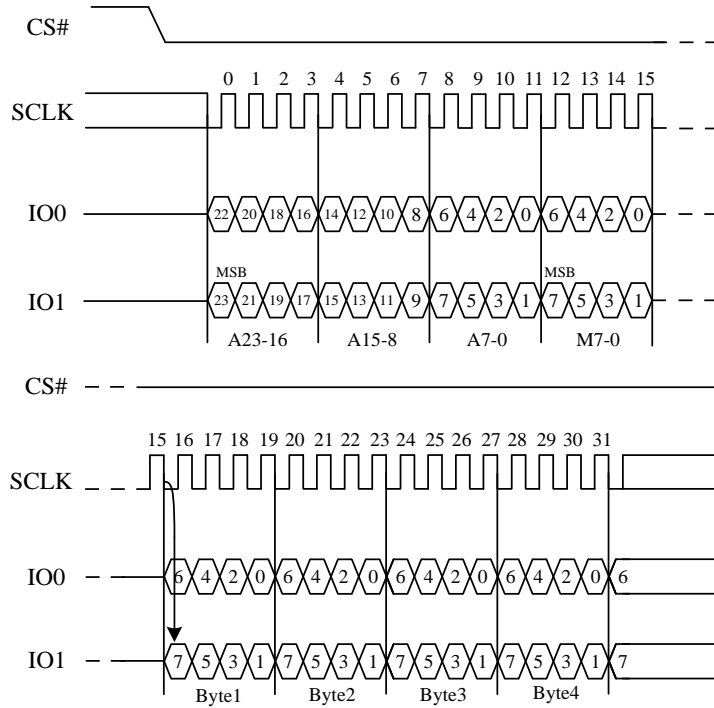 CS#
0 1 2 3 4 5 6 7 8 9 10 11 12 13 14 15
SCLK
IO0 22 20 18 16 14 12 10 8 6 4 2 0 6 4 2 0
MSB MSB
IO1 23 21 19 17 15 13 11 9 7 5 3 1 7 5 3 1
A23-16 A15-8 A7-0 M7-0
CS#
15 16 17 18 19 20 21 22 23 24 25 26 27 28 29 30 31
SCLK
IO0 6 4 2 0 6 4 2 0 6 4 2 0 6 4 2 0 6
IO1 7 5 3 1 7 5 3 1 7 5 3 1 7 5 3 1 7
Byte1 Byte2 Byte3 Byte4